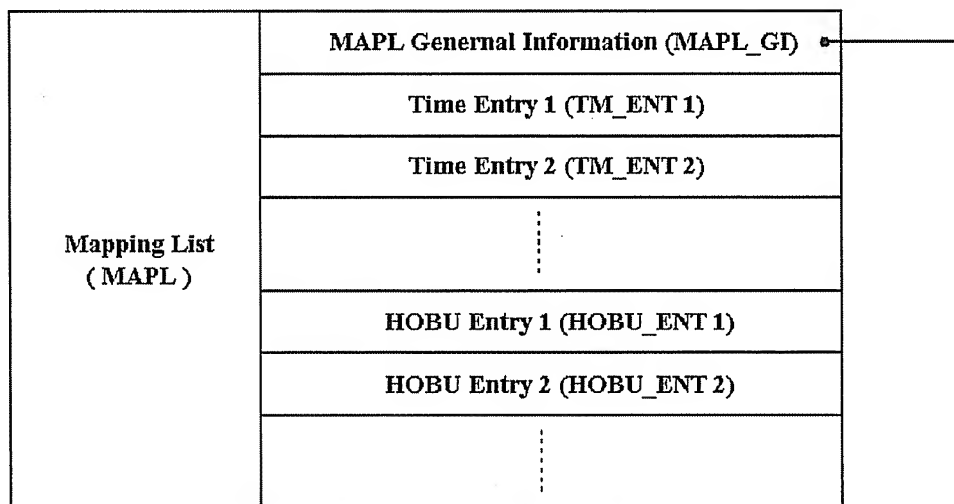 MAPL Genernal Information (MAPL_GI)
Time Entry 1 (TM_ENT 1)
Time Entry 2 (TM_ENT 2)
Mapping List
( MAPL )
HOBU Entry 1 (HOBU_ENT 1)
HOBU Entry 2 (HOBU_ENT 2)